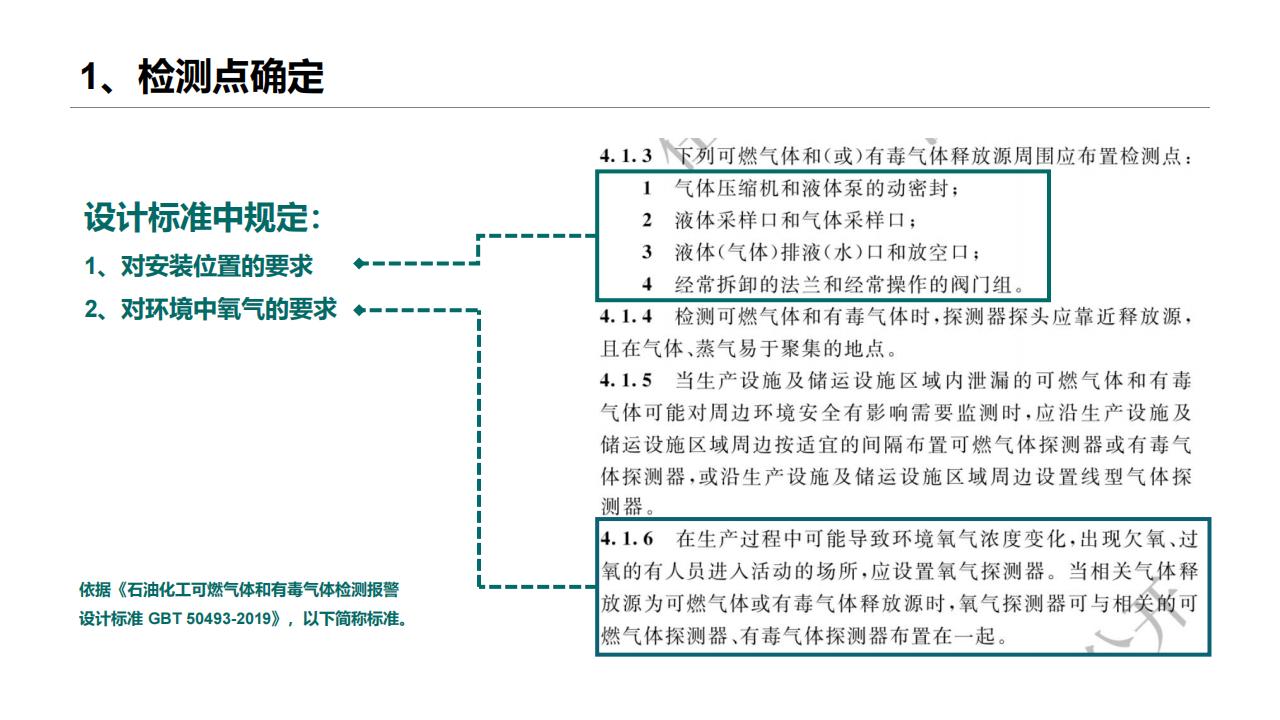 1、检测点确定
设计标准中规定：
1、对安装位置的要求
2、对环境中氧气的要求
依据《石油化工可燃气体和有毒气体检测报警
设计标准 GBT 50493-2019》，以下简称标准。
4.1.3 下列可燃气体和(或)有毒气体释放源周围应布置检测点：
1 气体压缩机和液体泵的动密封；
2 液体采样口和气体采样口；
3 液体(气体)排液(水)口和放空口；
4 经常拆卸的法兰和经常操作的阀门组。
4.1.4 检测可燃气体和有毒气体时，探测器探头应靠近释放源，
且在气体、蒸气易于聚集的地点。
4.1.5 当生产设施及储运设施区域内泄漏的可燃气体和有毒
气体可能对周边环境安全有影响需要监测时，应沿生产设施及
储运设施区域周边按适宜的间隔布置可燃气体探测器或有毒气
体探测器，或沿生产设施及储运设施区域周边设置线型气体探
测器。
4.1.6 在生产过程中可能导致环境氧气浓度变化，出现欠氧、过
氧的有人员进入活动的场所，应设置氧气探测器。当相关气体释
放源为可燃气体或有毒气体释放源时，氧气探测器可与相关的可
燃气体探测器、有毒气体探测器布置在一起。